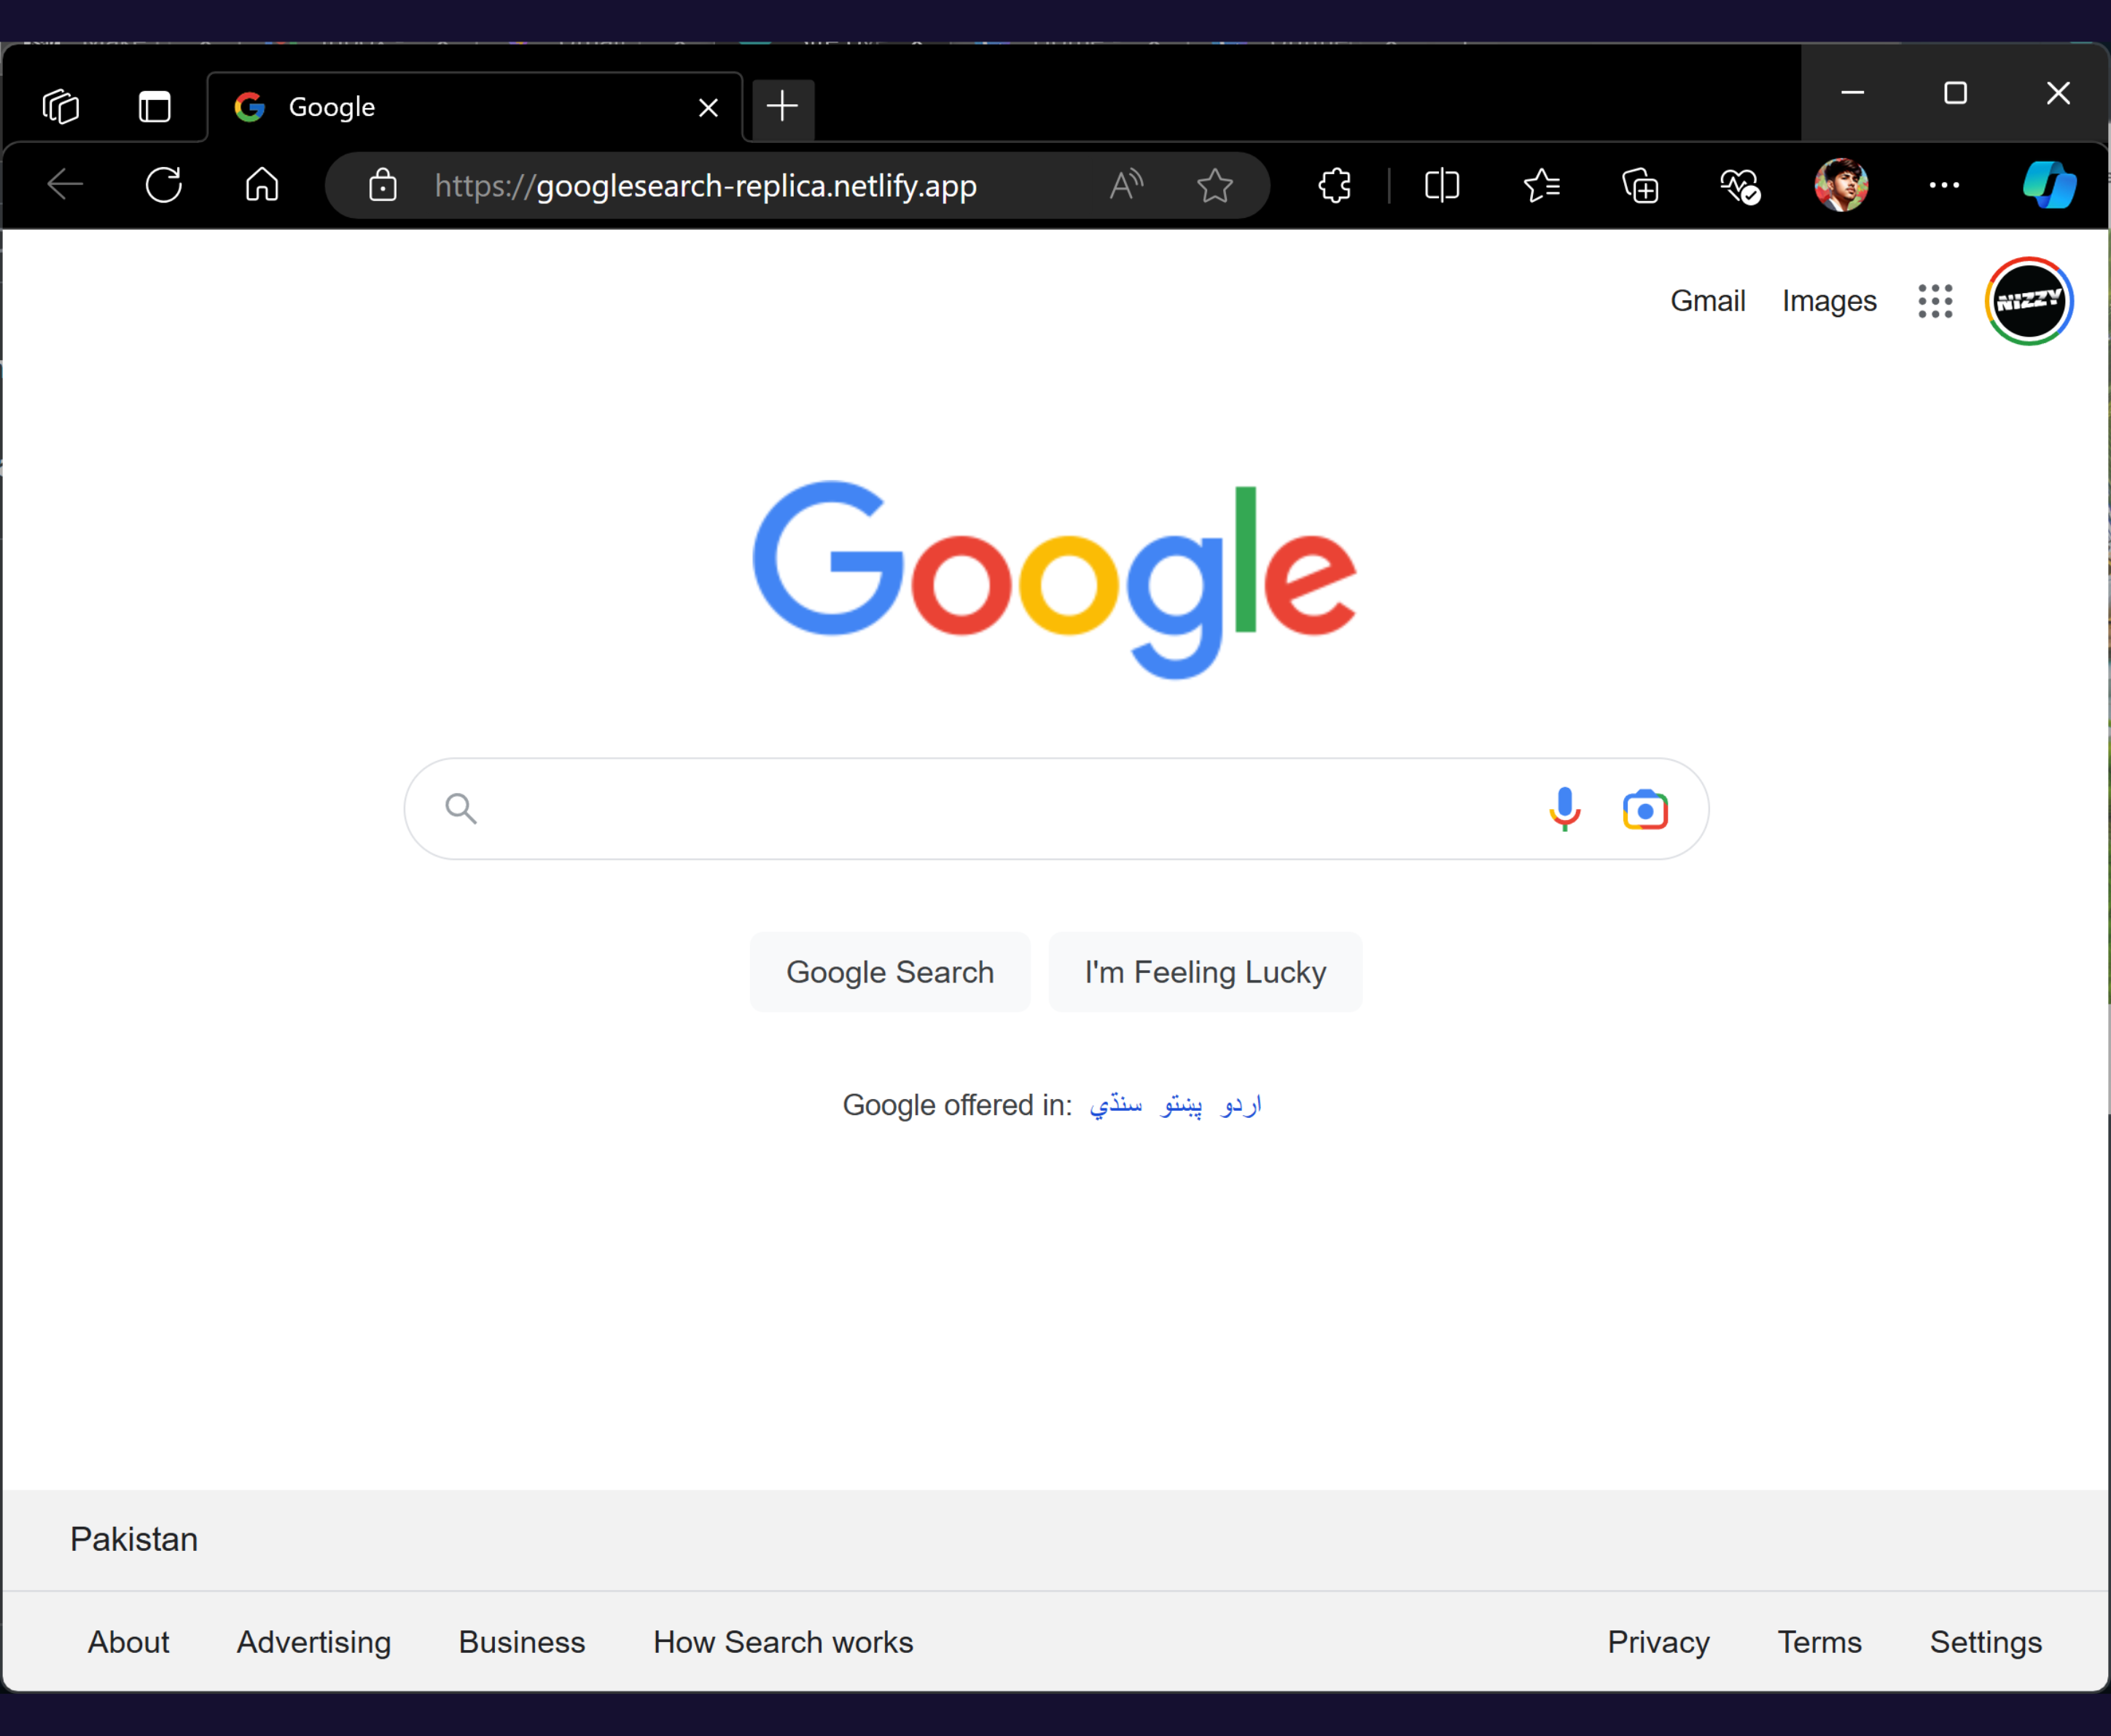 Google
https://googlesearch-replica.netlify.app
Gmail Images NIZZY
Google
Google Search I'm Feeling Lucky
Google offered in: اردو پښتو سنڌي
Pakistan
About Advertising Business How Search works Privacy Terms Settings